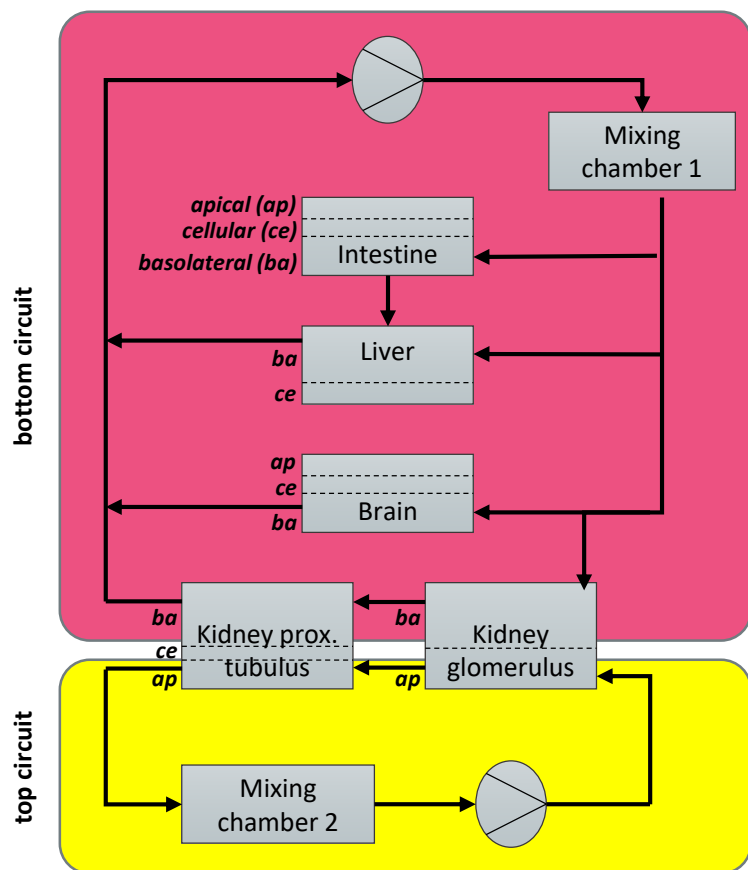 Mixing
chamber 1
apical (ap)
cellular (ce)
basolateral (ba)
Intestine
Liver
ba
ce
ap
ce
ba
Brain
bottom circuit
ba
ce
ap
Kidney prox.
tubulus
ba
ap
Kidney
glomerulus
top circuit
Mixing
chamber 2